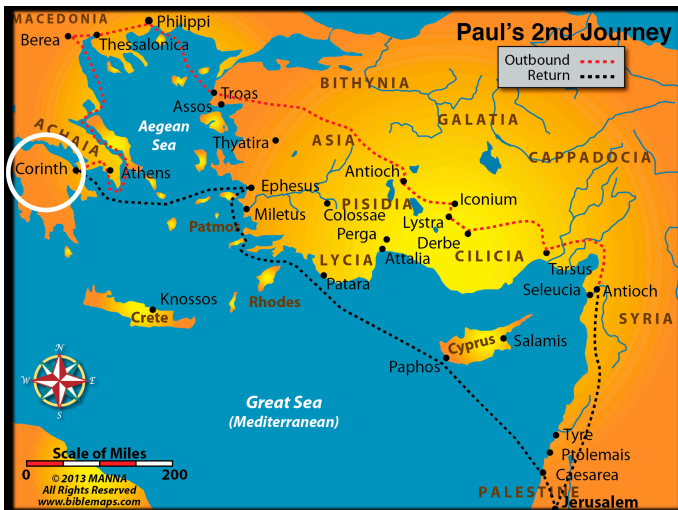 MACEDONIA
Philippi
Paul's 2nd Journey
Berea
Thessalonica
Outbound
Return
Troas
Assos
BITHYNIA
GALATIA
Aegean
Sea
ACHAIA
Thyatira
ASIA
CAPPADOCIA
Corinth
Athens
Antioch
Ephesus
Iconium
PISIDIA
Miletus
Colossae
Lystra
Patmo
Perga
Derbe
Attalia
LYCIA
CILICIA
Tarsus
Patara
Seleucia
Antioch
Knossos
Rhodes
Crete
SYRIA
Cyprus
Salamis
Paphos
N
W
E
S
Great Sea
(Mediterranean)
Tyre
Scale of Miles
Ptolemais
0
200
Caesarea
© 2013 MANNA
All Rights Reserved
www.biblemaps.com
PALESTINE
Jerusalem